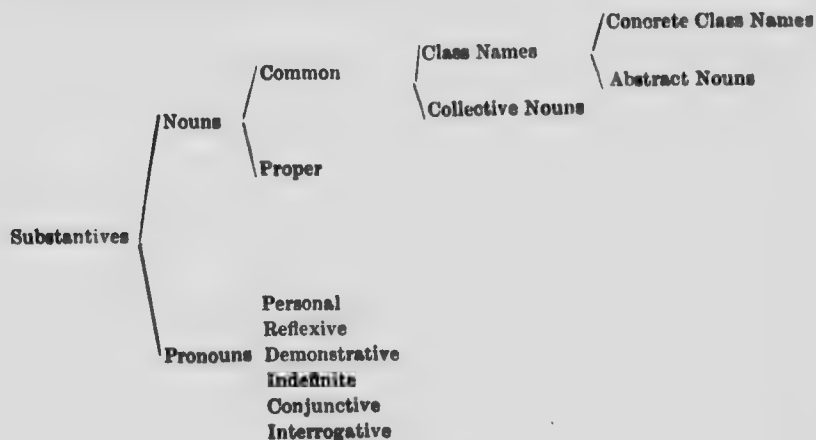 Concrete Class Names
Class Names
Common
Abstract Nouns
Nouns
Collective Nouns
Proper
Substantives
Personal
Reflexive
Pronouns Demonstrative
Indefinite
Conjunctive
Interrogative